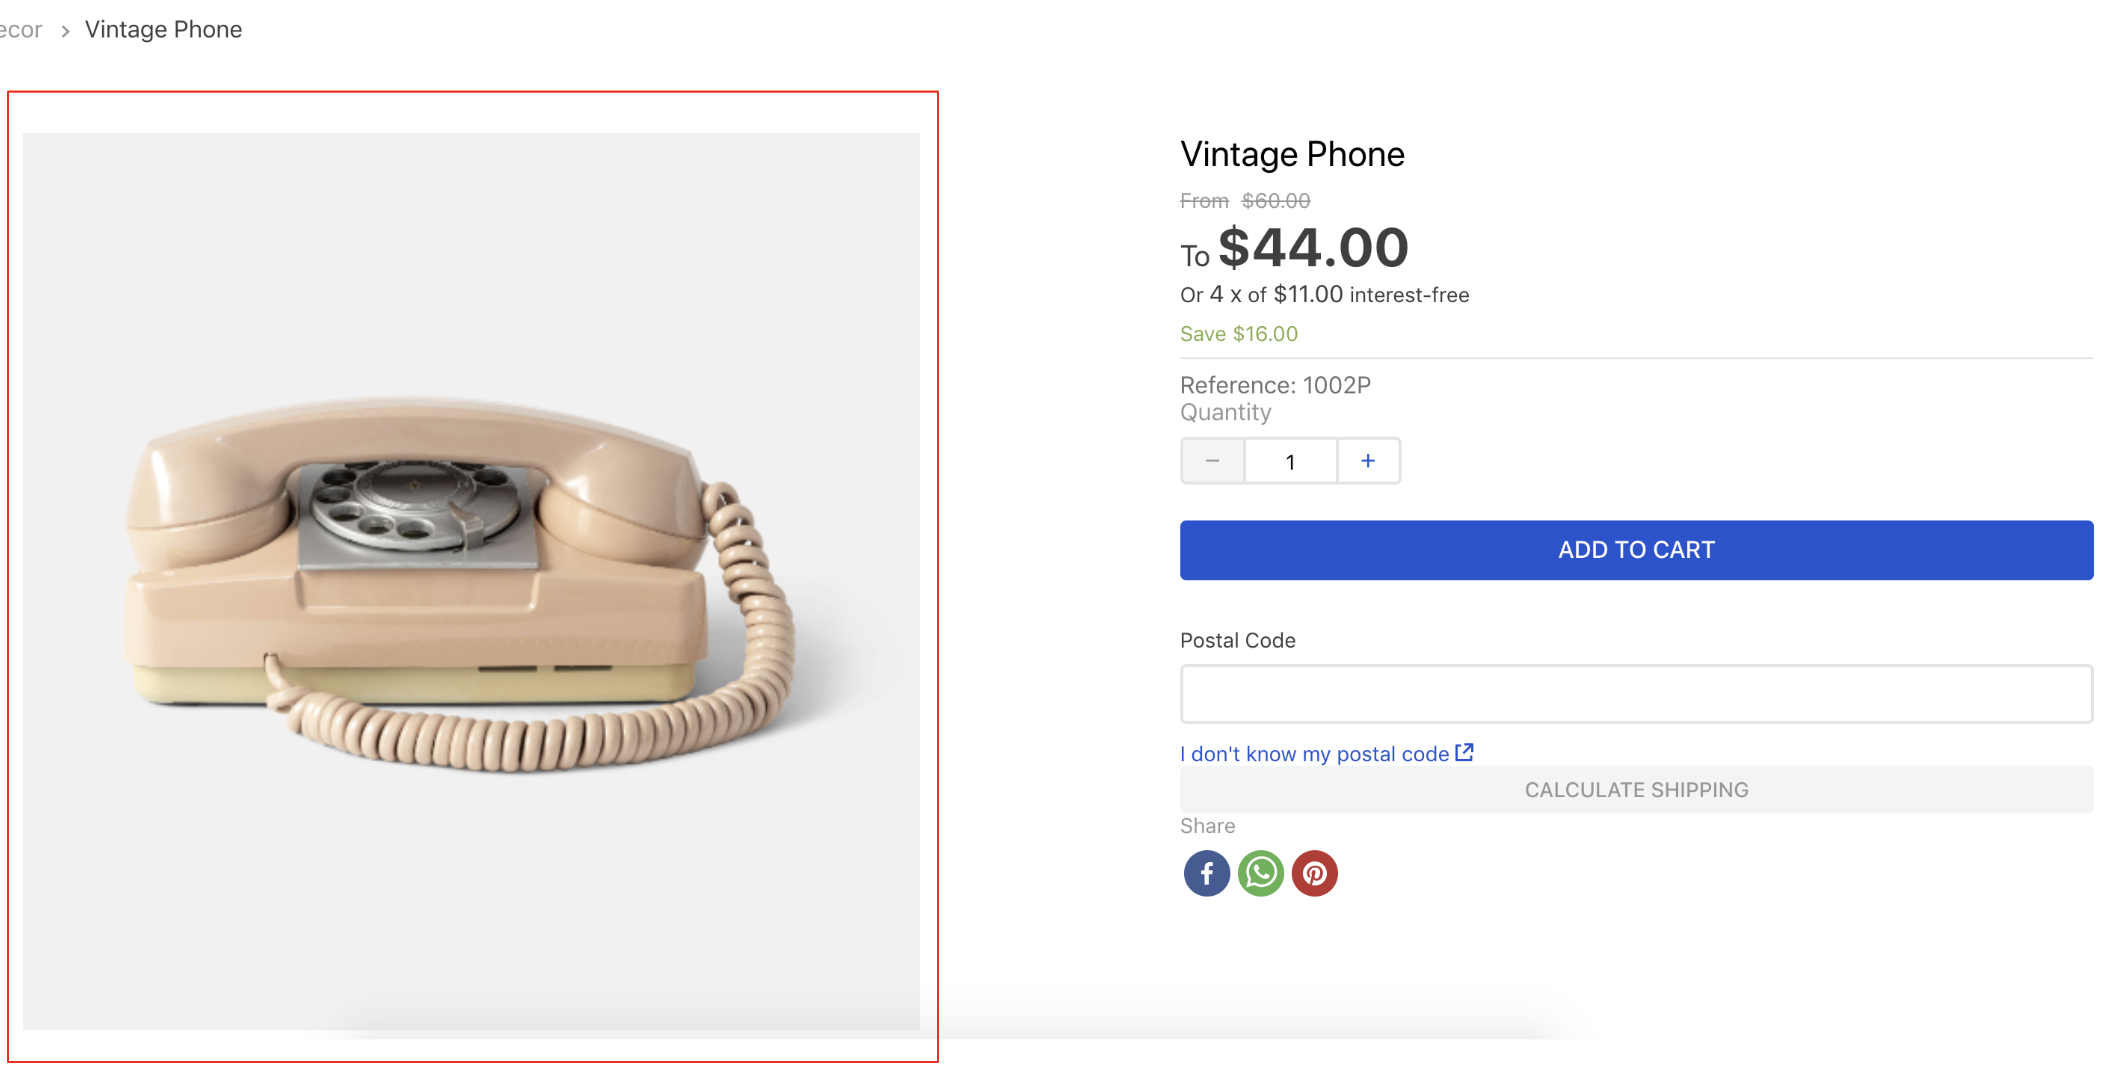 ecor > Vintage Phone
Vintage Phone
From $60.00
To $44.00
Or 4 x of $11.00 interest-free
Save $16.00
Reference: 1002P
Quantity
− 1 +
ADD TO CART
Postal Code
I don't know my postal code
CALCULATE SHIPPING
Share